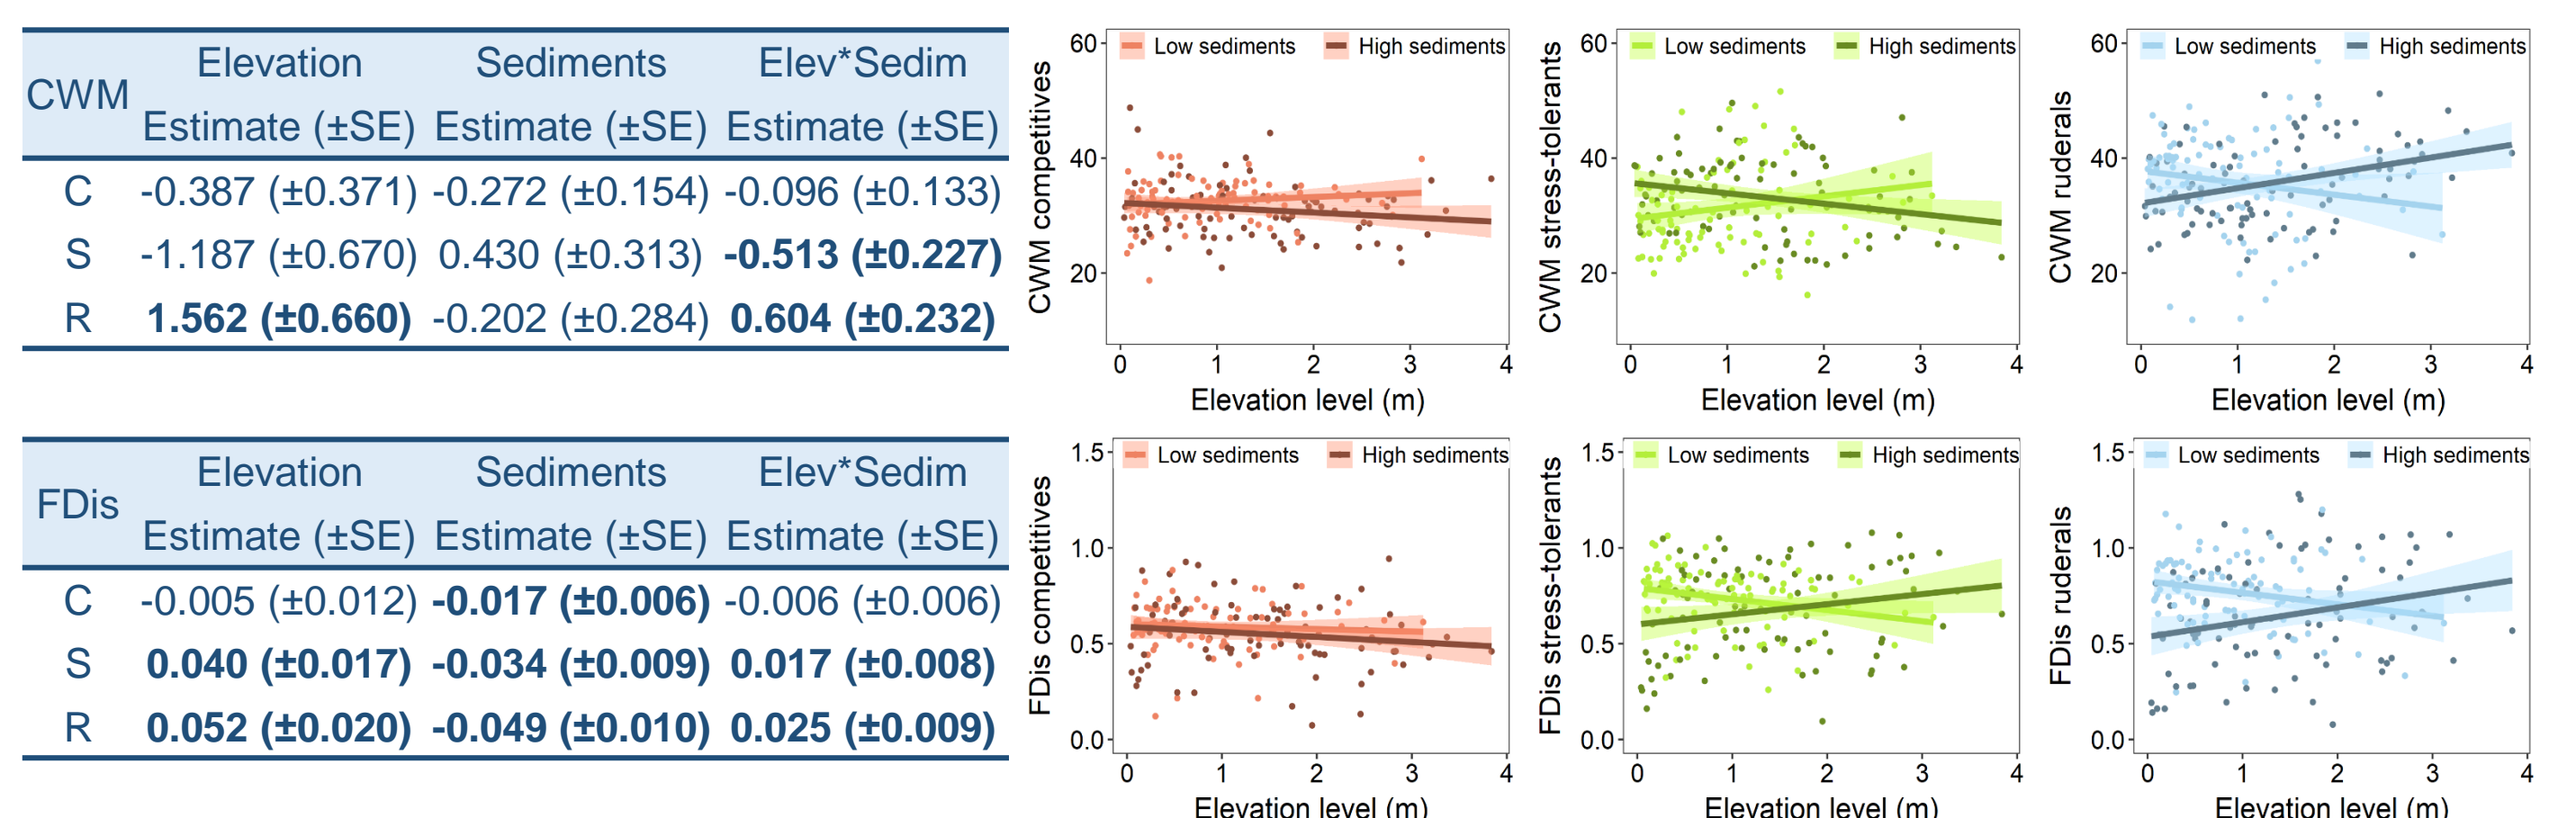 CWM Elevation Sediments Elev*Sedim
Estimate (±SE) Estimate (±SE) Estimate (±SE)
C -0.387 (±0.371) -0.272 (±0.154) -0.096 (±0.133)
S -1.187 (±0.670) 0.430 (±0.313) -0.513 (±0.227)
R 1.562 (±0.660) -0.202 (±0.284) 0.604 (±0.232)
CWM competitives
60
40
20
Low sediments High sediments
0 1 2 3 4
Elevation level (m)
CWM stress-tolerants
60
40
20
Low sediments High sediments
0 1 2 3 4
Elevation level (m)
CWM ruderals
60
40
20
Low sediments High sediments
0 1 2 3 4
Elevation level (m)
FDis Elevation Sediments Elev*Sedim
Estimate (±SE) Estimate (±SE) Estimate (±SE)
C -0.005 (±0.012) -0.017 (±0.006) -0.006 (±0.006)
S 0.040 (±0.017) -0.034 (±0.009) 0.017 (±0.008)
R 0.052 (±0.020) -0.049 (±0.010) 0.025 (±0.009)
FDis competitives
1.5
1.0
0.5
0.0
Low sediments High sediments
0 1 2 3 4
Elevation level (m)
FDis stress-tolerants
1.5
1.0
0.5
0.0
Low sediments High sediments
0 1 2 3 4
Elevation level (m)
FDis ruderals
1.5
1.0
0.5
0.0
Low sediments High sediments
0 1 2 3 4
Elevation level (m)